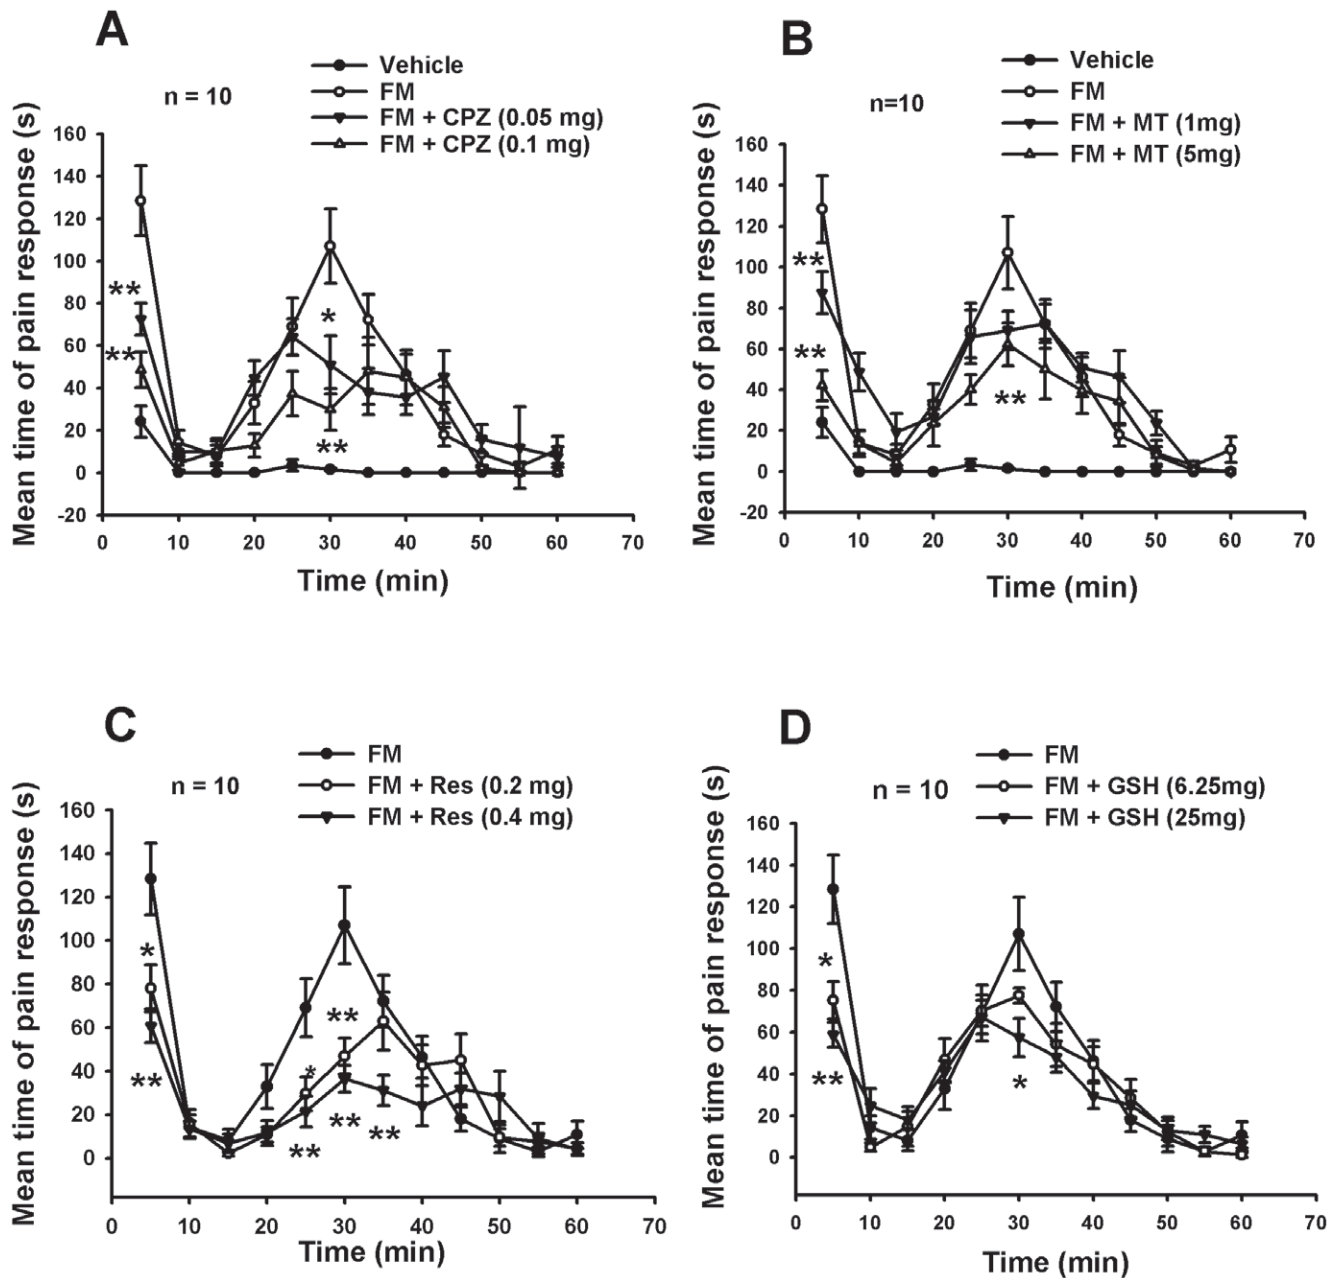 A
n = 10
Vehicle
FM
FM + CPZ (0.05 mg)
FM + CPZ (0.1 mg)
Mean time of pain response (s)
160
140
120
100
80
60
40
20
0
-20
**
**
*
**
0 10 20 30 40 50 60 70
Time (min)
B
n=10
Vehicle
FM
FM + MT (1mg)
FM + MT (5mg)
Mean time of pain response (s)
160
140
120
100
80
60
40
20
0
-20
**
**
**
0 10 20 30 40 50 60 70
Time (min)
C
n = 10
FM
FM + Res (0.2 mg)
FM + Res (0.4 mg)
Mean time of pain response (s)
160
140
120
100
80
60
40
20
0
*
**
**
*
**
**
**
0 10 20 30 40 50 60 70
Time (min)
D
n = 10
FM
FM + GSH (6.25mg)
FM + GSH (25mg)
Mean time of pain response (s)
160
140
120
100
80
60
40
20
0
*
**
*
0 10 20 30 40 50 60 70
Time (min)